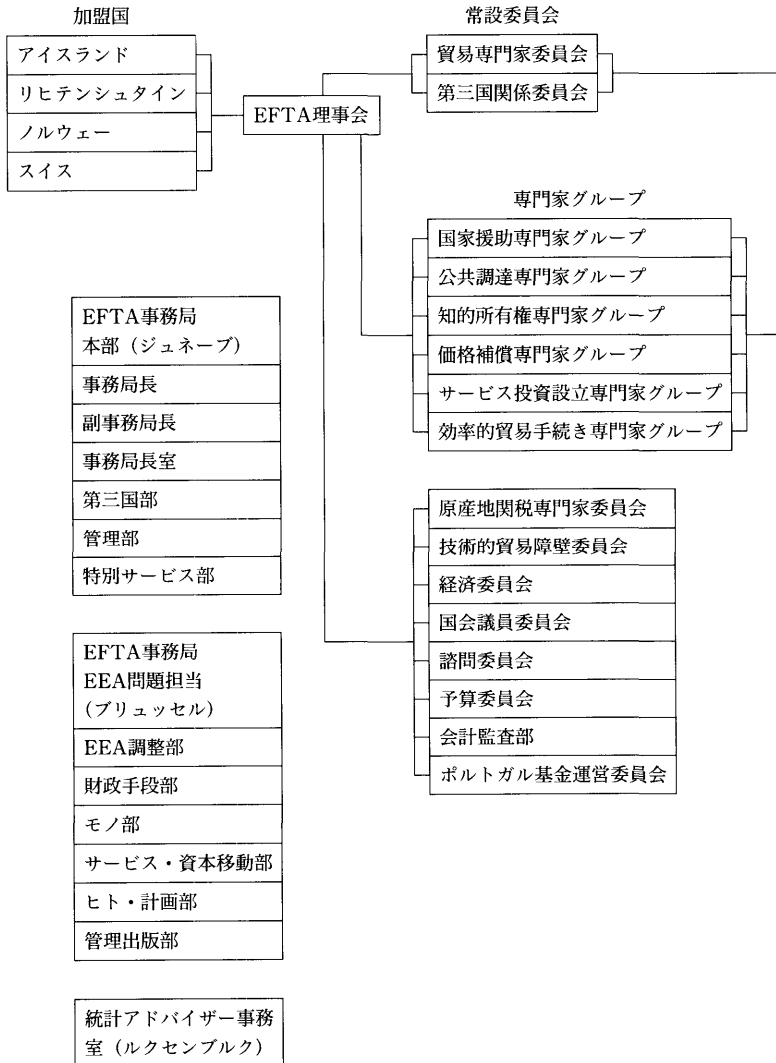 加盟国
アイスランド
リヒテンシュタイン
ノルウェー
スイス
EFTA理事会
常設委員会
貿易専門家委員会
第三国関係委員会
専門家グループ
国家援助専門家グループ
公共調達専門家グループ
知的所有権専門家グループ
価格補償専門家グループ
サービス投資設立専門家グループ
効率的貿易手続き専門家グループ
原産地関税専門家委員会
技術的貿易障壁委員会
経済委員会
国会議員委員会
諮問委員会
予算委員会
会計監査部
ポルトガル基金運営委員会
EFTA事務局
本部（ジュネーブ）
事務局長
副事務局長
事務局長室
第三国部
管理部
特別サービス部
EFTA事務局
EEA問題担当
（ブリュッセル）
EEA調整部
財政手段部
モノ部
サービス・資本移動部
ヒト・計画部
管理出版部
統計アドバイザー事務
室（ルクセンブルク）